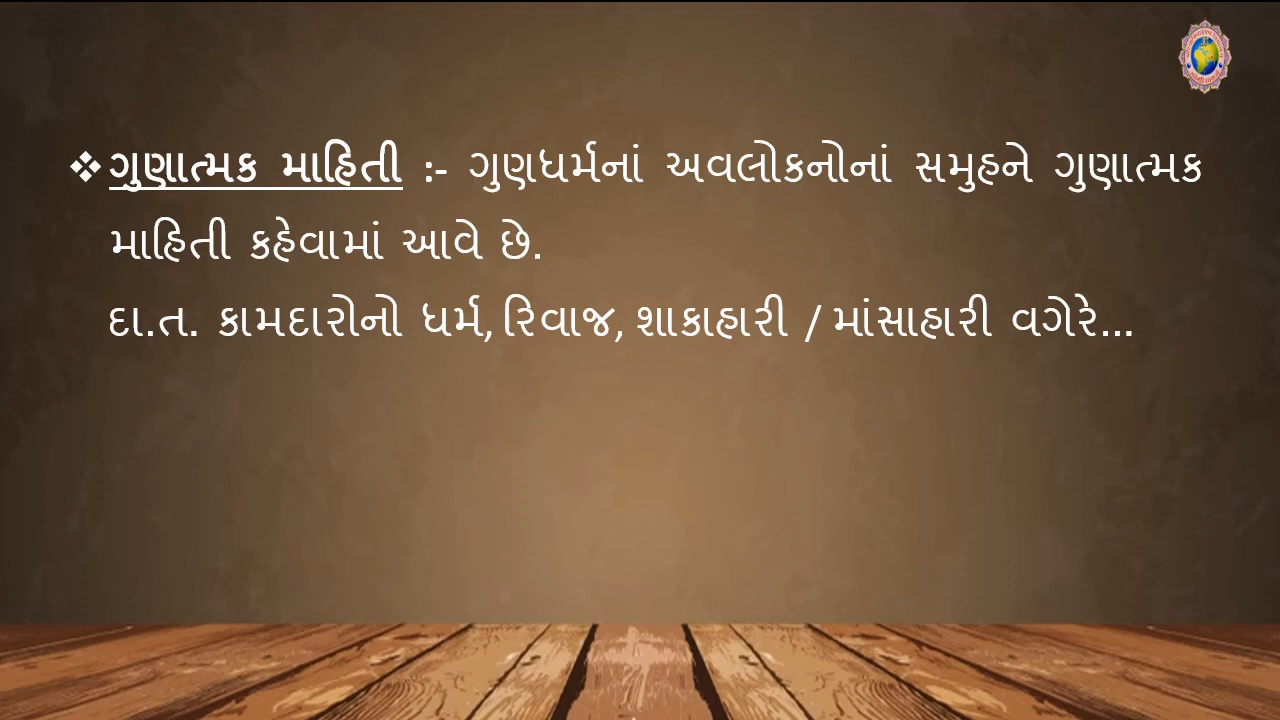 ❖ ગુણાત્મક માહિતી :- ગુણધર્મનાં અવલોકનોનાં સમુહને ગુણાત્મક
માહિતી કહેવામાં આવે છે.
દા.ત. કામદારોનો ધર્મ, રિવાજ, શાકાહારી / માંસાહારી વગેરે...